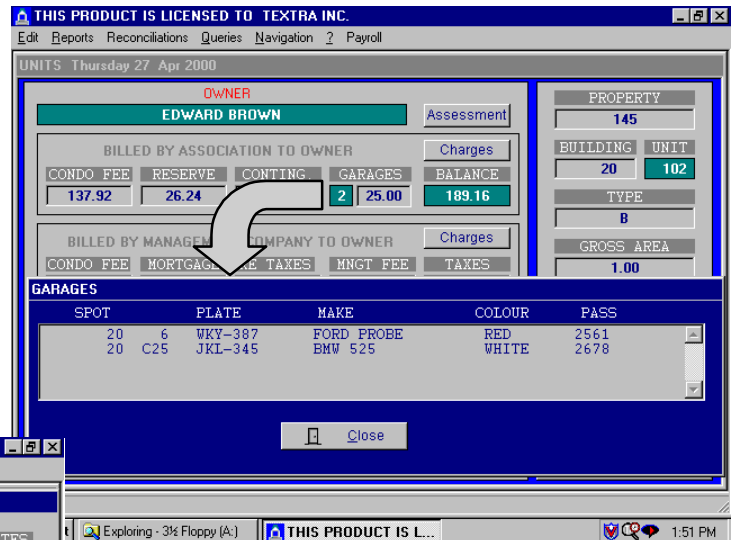 THIS PRODUCT IS LICENSED TO TEXTRA INC.
Edit Reports Reconciliations Queries Navigation ? Payroll
UNITS Thursday 27 Apr 2000
OWNER
EDWARD BROWN Assessment
PROPERTY
145
BILLED BY ASSOCIATION TO OWNER Charges
BUILDING UNIT
20 102
CONDO FEE RESERVE CONTING. GARAGES BALANCE
137.92 26.24 2 25.00 189.16
TYPE
B
BILLED BY MANAGEM COMPANY TO OWNER Charges
GROSS AREA
1.00
CONDO FEE MORTGAGE RE TAXES MNGT FEE TAXES
GARAGES
SPOT PLATE MAKE COLOUR PASS
20 6 WKY-387 FORD PROBE RED 2561
20 C25 JKL-345 BMW 525 WHITE 2678
Close
Exploring - 3½ Floppy (A:) THIS PRODUCT IS L... 1:51 PM